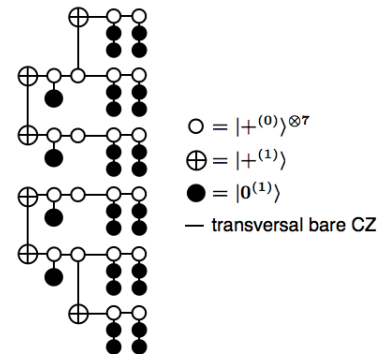 ○ = |+⁽⁰⁾⟩⊗⁷
⊕ = |+⁽¹⁾⟩
● = |0⁽¹⁾⟩
— transversal bare CZ